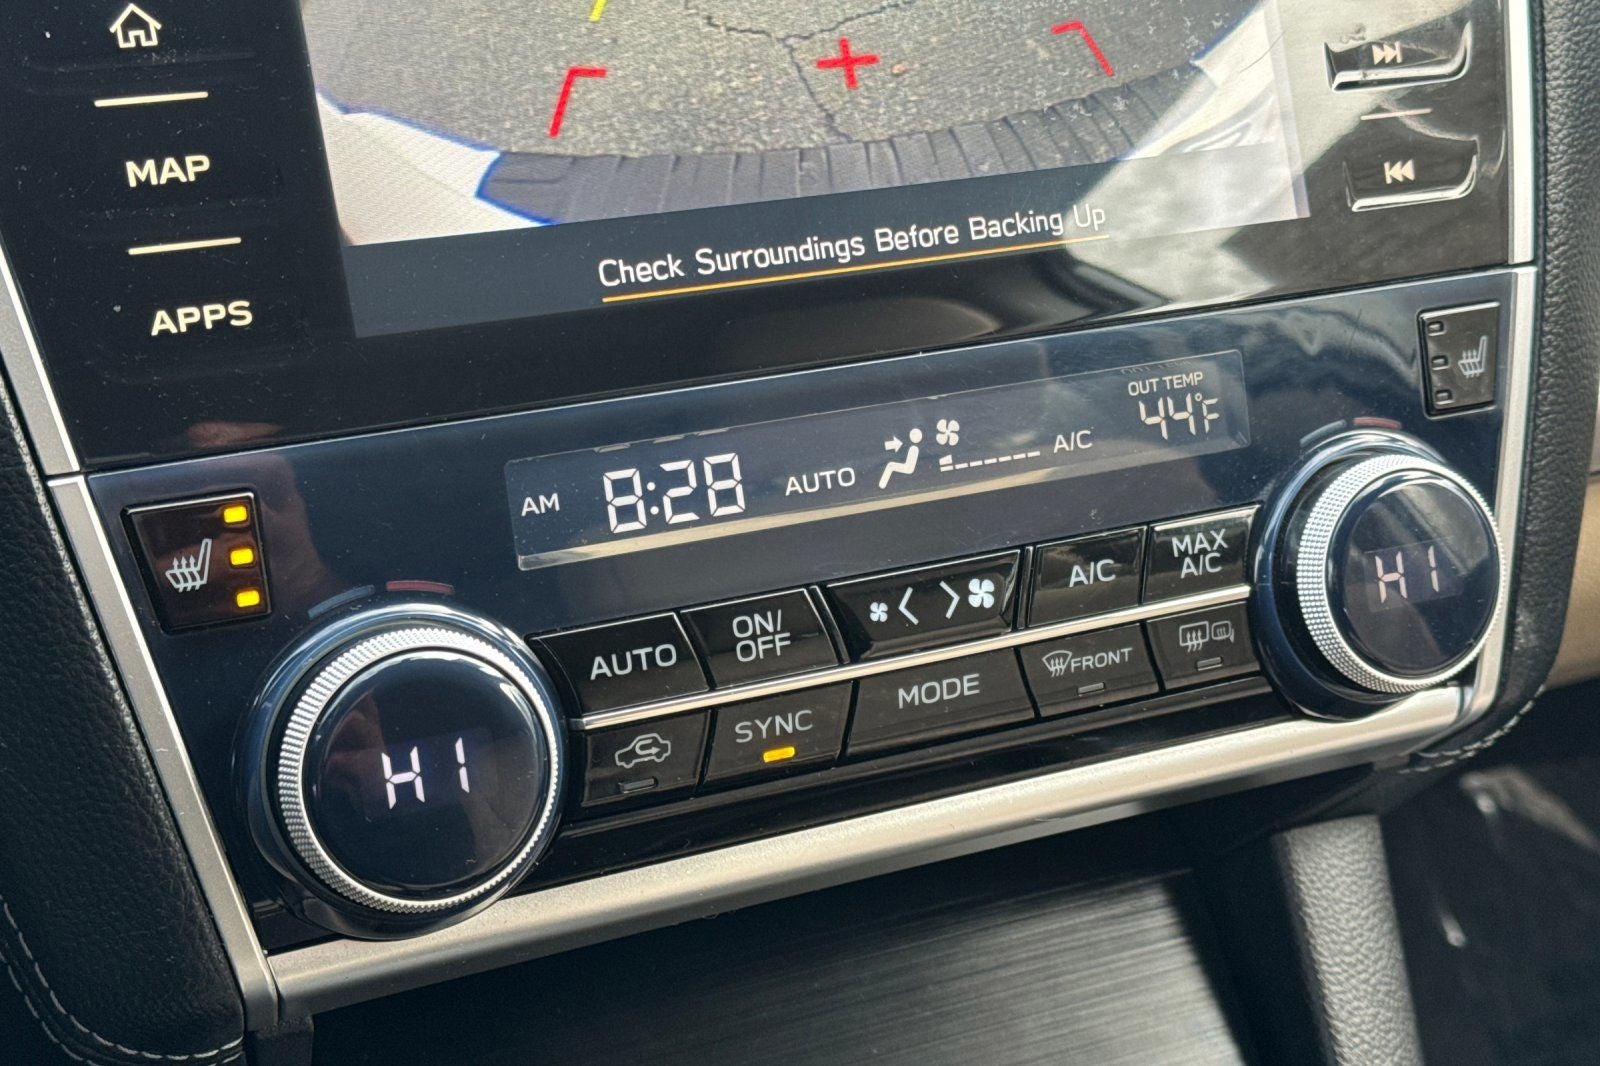 MAP
APPS
Check Surroundings Before Backing Up
OUT TEMP
44°F
AM 8:28 AUTO A/C
AUTO ON/OFF A/C MAX A/C
SYNC MODE FRONT
HI
HI